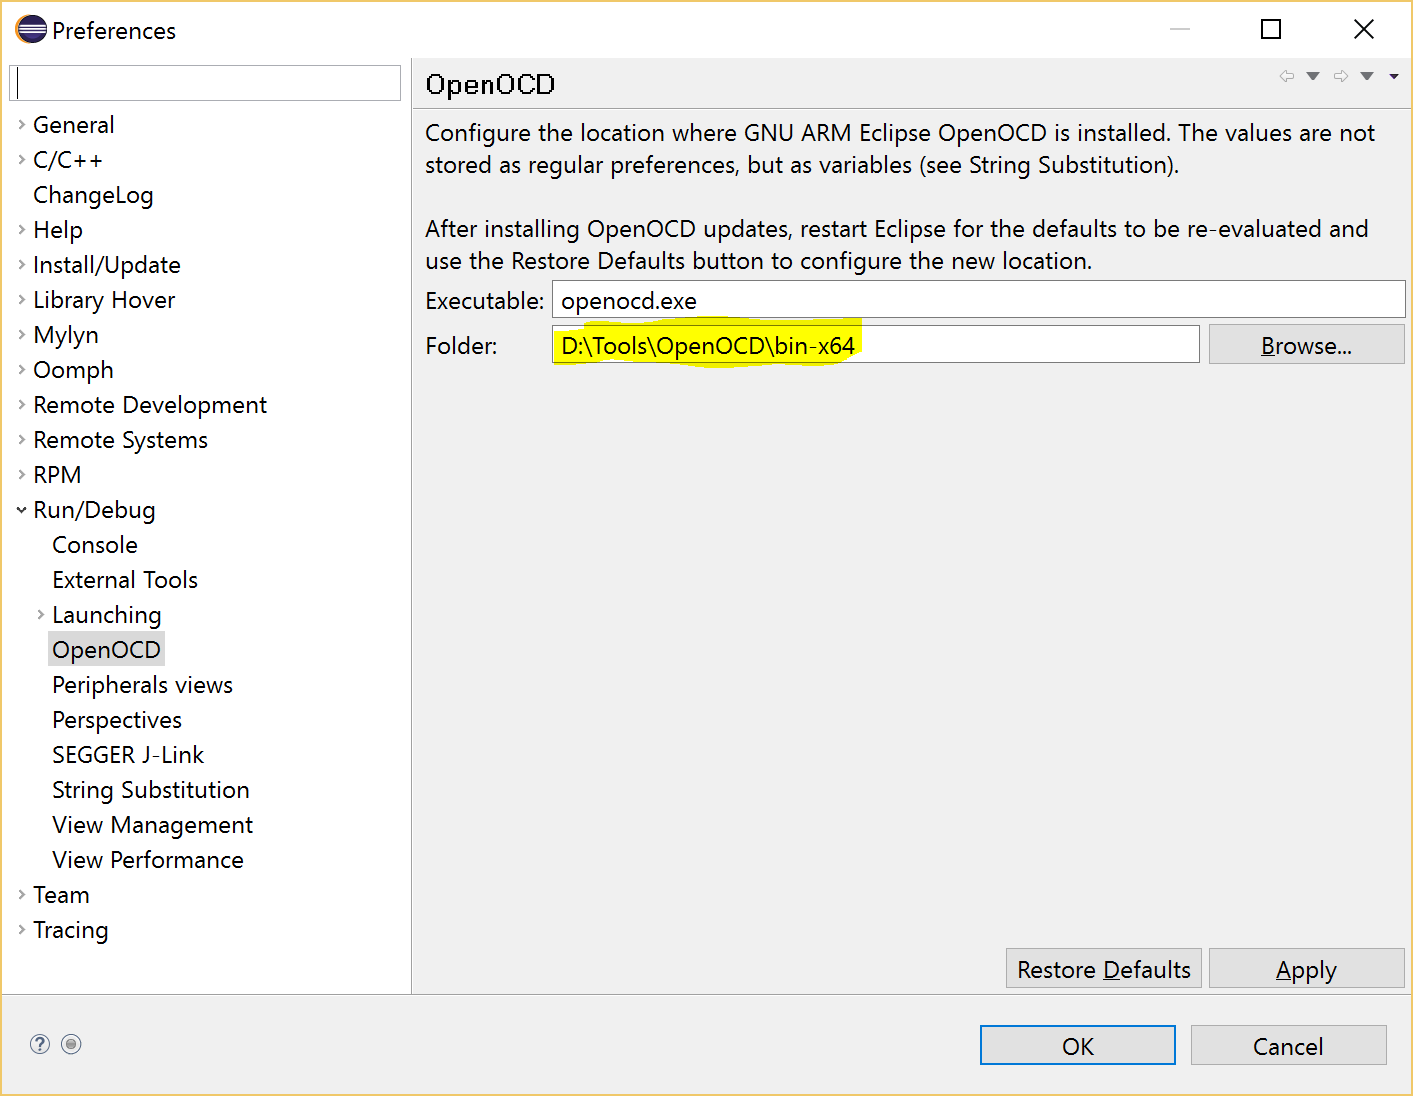 Preferences
General
C/C++
ChangeLog
Help
Install/Update
Library Hover
Mylyn
Oomph
Remote Development
Remote Systems
RPM
Run/Debug
Console
External Tools
Launching
OpenOCD
Peripherals views
Perspectives
SEGGER J-Link
String Substitution
View Management
View Performance
Team
Tracing
OpenOCD
Configure the location where GNU ARM Eclipse OpenOCD is installed. The values are not
stored as regular preferences, but as variables (see String Substitution).
After installing OpenOCD updates, restart Eclipse for the defaults to be re-evaluated and
use the Restore Defaults button to configure the new location.
Executable: openocd.exe
Folder: D:\Tools\OpenOCD\bin-x64 Browse...
Restore Defaults Apply
? OK Cancel